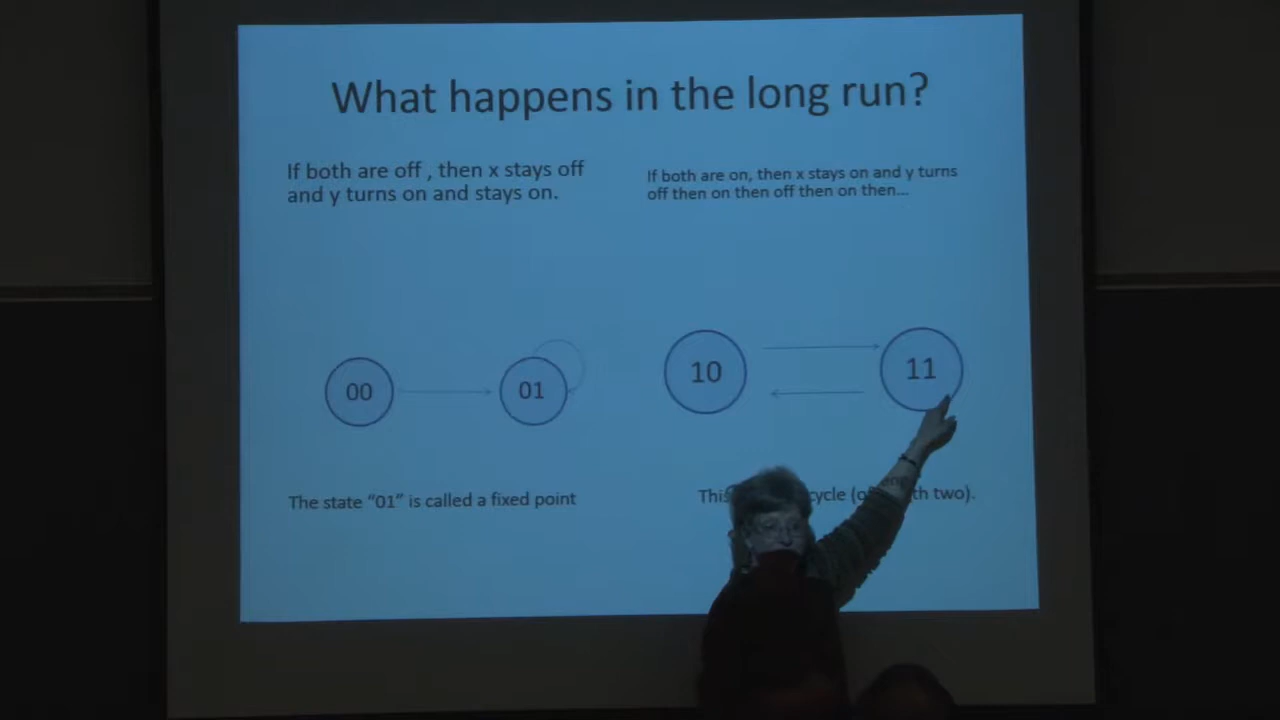 What happens in the long run?
If both are off , then x stays off
and y turns on and stays on.
If both are on, then x stays on and y turns
off then on then off then on then...
00
01
10
11
The state “01” is called a fixed point
This cycle (of length two).